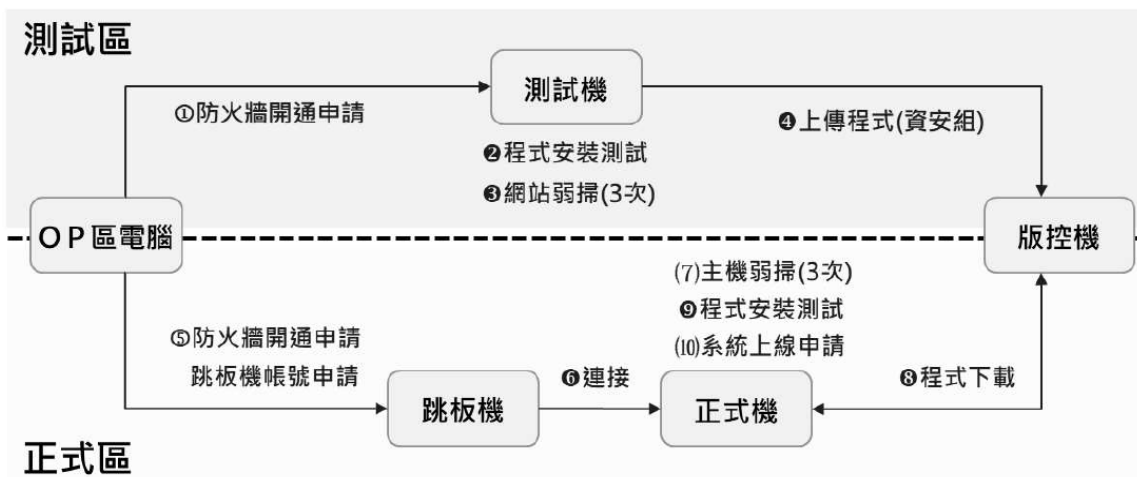 測試區
測試機
①防火牆開通申請
❹上傳程式(資安組)
❷程式安裝測試
❸網站弱掃(3次)
OP區電腦
版控機
⑺主機弱掃(3次)
❾程式安裝測試
⑤防火牆開通申請
⑽系統上線申請
跳板機帳號申請
❻連接
❽程式下載
跳板機
正式機
正式區